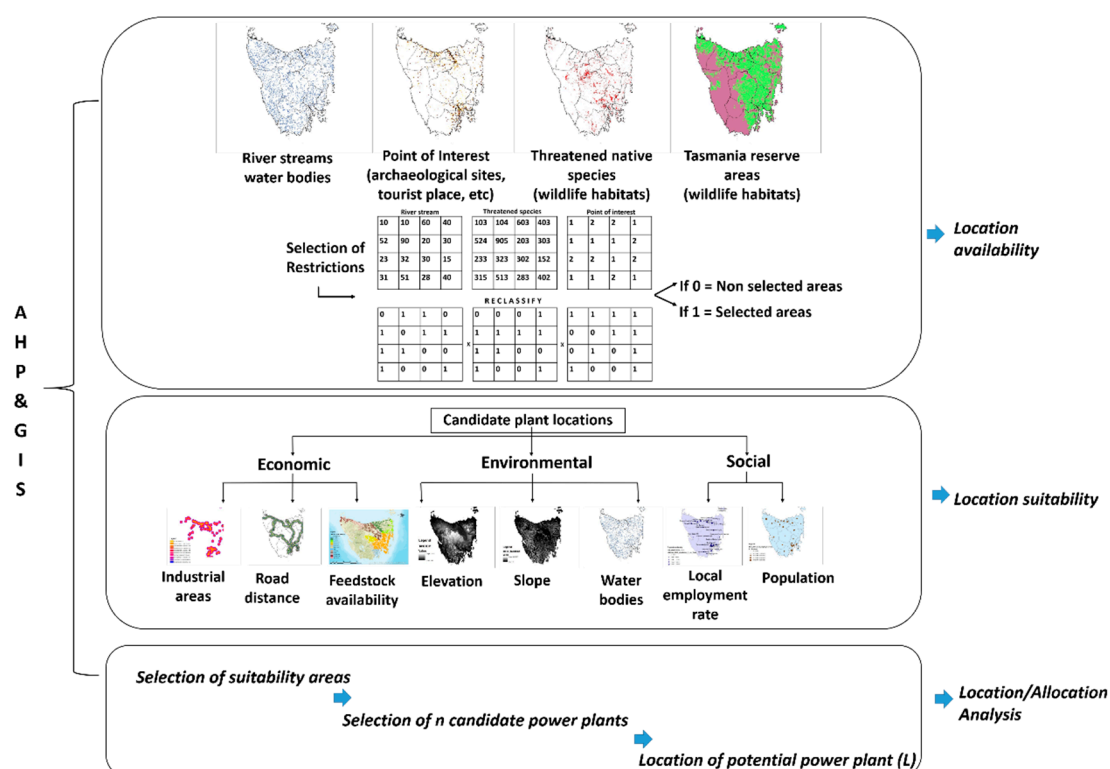 AHP&GIS
River streams
water bodies
Point of Interest
(archaeological sites,
tourist place, etc)
Threatened native
species
(wildlife habitats)
Tasmania reserve
areas
(wildlife habitats)
River stream
Threatened species
Point of interest
10 10 60 40
103 104 603 403
1 2 2 1
52 90 20 30
524 905 203 303
1 1 1 2
23 32 30 15
233 323 302 152
2 2 1 2
31 51 28 40
315 513 283 402
1 1 2 1
Selection of
Restrictions
RECLASSIFY
0 1 1 0
0 0 0 1
1 1 1 1
1 0 1 1
1 1 1 1
0 0 1 1
x
x
1 1 0 0
1 1 0 0
0 1 0 1
1 0 0 1
1 0 0 1
1 0 0 1
If 0 = Non selected areas
If 1 = Selected areas
Location
availability
Candidate plant locations
Economic
Environmental
Social
Industrial
areas
Road
distance
Feedstock
availability
Elevation
Slope
Water
bodies
Local
employment
rate
Population
Location suitability
Selection of suitability areas
Selection of n candidate power plants
Location of potential power plant (L)
Location/Allocation
Analysis